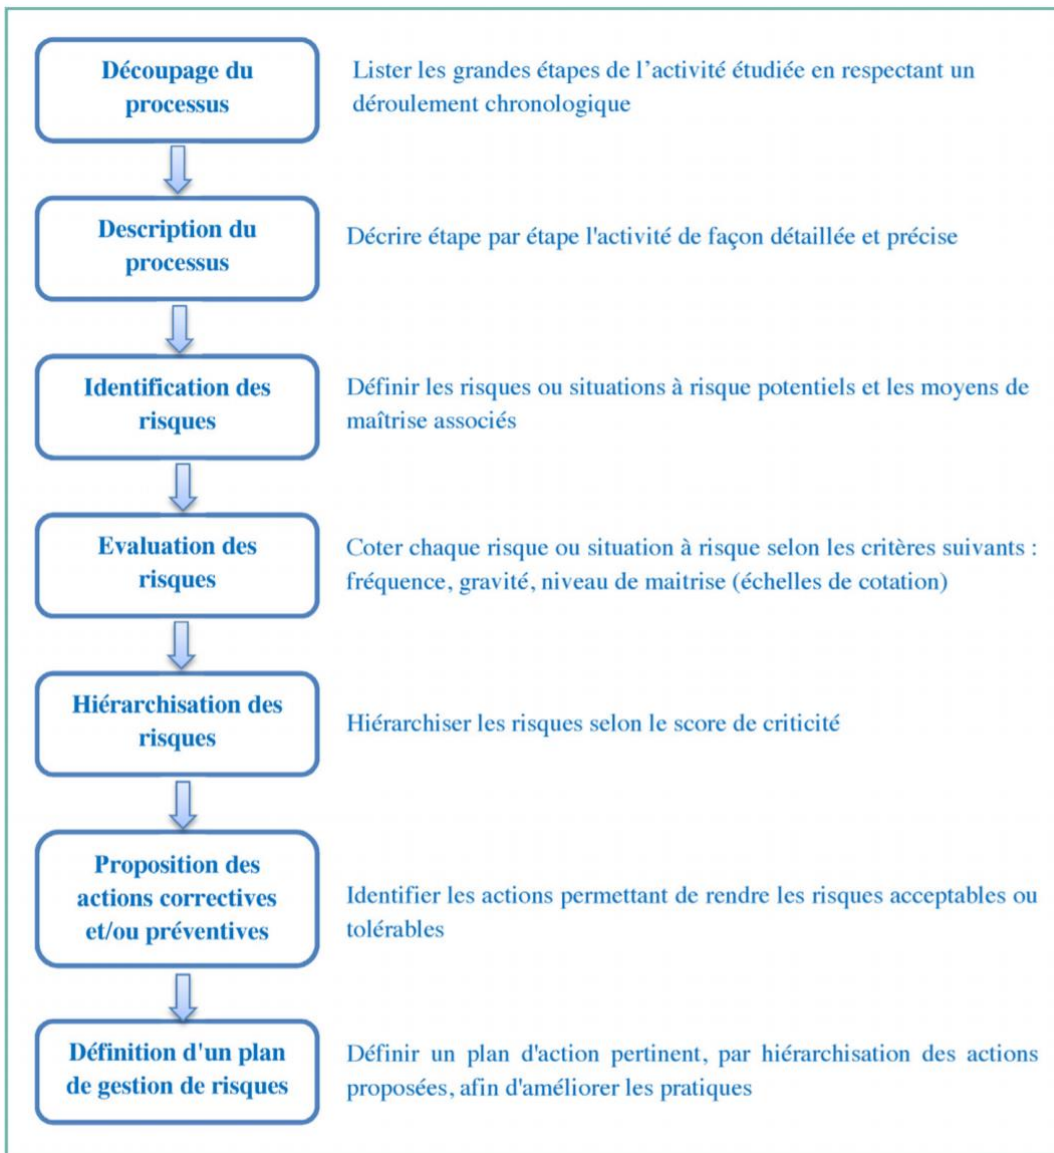 Découpage du
processus
Lister les grandes étapes de l’activité étudiée en respectant un
déroulement chronologique
Description du
processus
Décrire étape par étape l'activité de façon détaillée et précise
Identification des
risques
Définir les risques ou situations à risque potentiels et les moyens de
maîtrise associés
Evaluation des
risques
Coter chaque risque ou situation à risque selon les critères suivants :
fréquence, gravité, niveau de maitrise (échelles de cotation)
Hiérarchisation des
risques
Hiérarchiser les risques selon le score de criticité
Proposition des
actions correctives
et/ou préventives
Identifier les actions permettant de rendre les risques acceptables ou
tolérables
Définition d'un plan
de gestion de risques
Définir un plan d'action pertinent, par hiérarchisation des actions
proposées, afin d'améliorer les pratiques